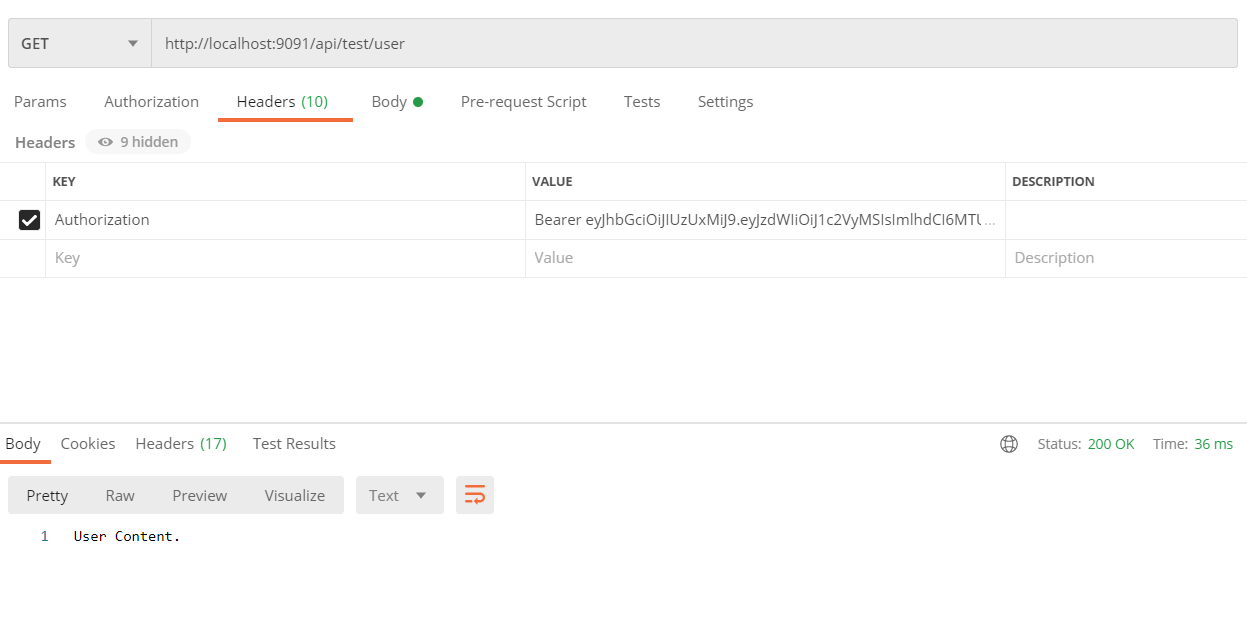 GET http://localhost:9091/api/test/user
Params Authorization Headers (10) Body Pre-request Script Tests Settings
Headers 9 hidden
KEY VALUE DESCRIPTION
Authorization Bearer eyJhbGciOiJIUzUxMiJ9.eyJzdWIiOiJ1c2VyMSIsImlhdCI6MTU...
Key Value Description
Body Cookies Headers (17) Test Results Status: 200 OK Time: 36 ms
Pretty Raw Preview Visualize Text
1 User Content.